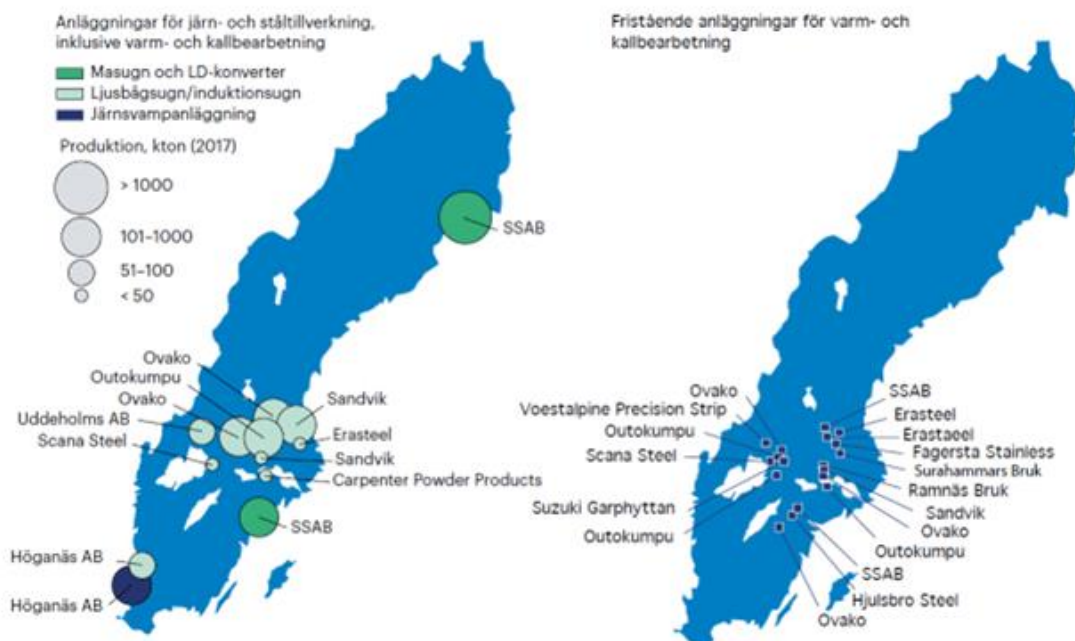 Anläggningar för järn- och ståltillverkning,
inklusive varm- och kallbearbetning
Masugn och LD-konverter
Ljusbågsugn/induktionsugn
Järnsvampanläggning
Produktion, kton (2017)
> 1000
101–1000
51–100
< 50
SSAB
Ovako
Outokumpu
Ovako
Uddeholms AB
Scana Steel
Sandvik
Erasteel
Sandvik
Carpenter Powder Products
SSAB
Höganäs AB
Höganäs AB
Fristående anläggningar för varm- och
kallbearbetning
Ovako
Voestalpine Precision Strip
Outokumpu
Scana Steel
Suzuki Garphyttan
Outokumpu
SSAB
Erasteel
Erastaeel
Fagersta Stainless
Surahammars Bruk
Ramnäs Bruk
Sandvik
Ovako
Outokumpu
SSAB
Hjulsbro Steel
Ovako